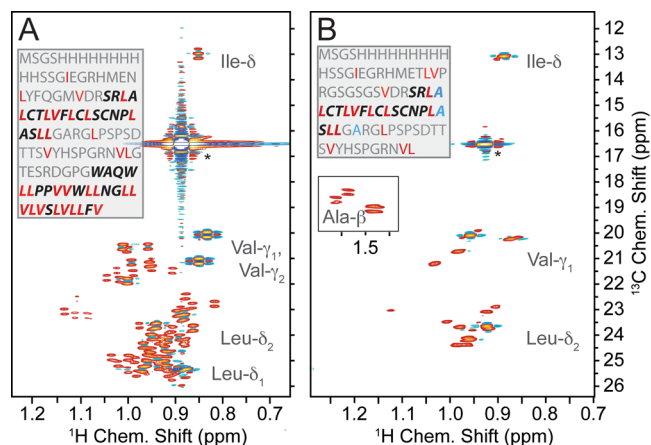 A
MSGSHHHHHHHH
HHSSGIEGRHMEN
LYFQGMVDRSRLA
LCTLVFLCLSCNPL
ASLLGARGLPSPSD
TTSVYHSPGRNVLG
TESRDGPGWAQW
LLPPVVWLLNGLL
VLVSLVLLFV
Ile-δ
*
Val-γ1,
Val-γ2
Leu-δ2
Leu-δ1
1.2 1.1 1.0 0.9 0.8 0.7
1H Chem. Shift (ppm)
B
MSGSHHHHHHHHH
HSSGIEGRHMETLVP
RGSGSGSVDRSRLA
LCTLVFLCLSCNPLA
SLLGARGLPSPSDTT
SVYHSPGRNVL
Ile-δ
*
Ala-β
1.5
Val-γ1
Leu-δ2
1.2 1.1 1.0 0.9 0.8 0.7
1H Chem. Shift (ppm)
12
13
14
15
16
17
18
19
20
21
22
23
24
25
26
13C Chem. Shift (ppm)